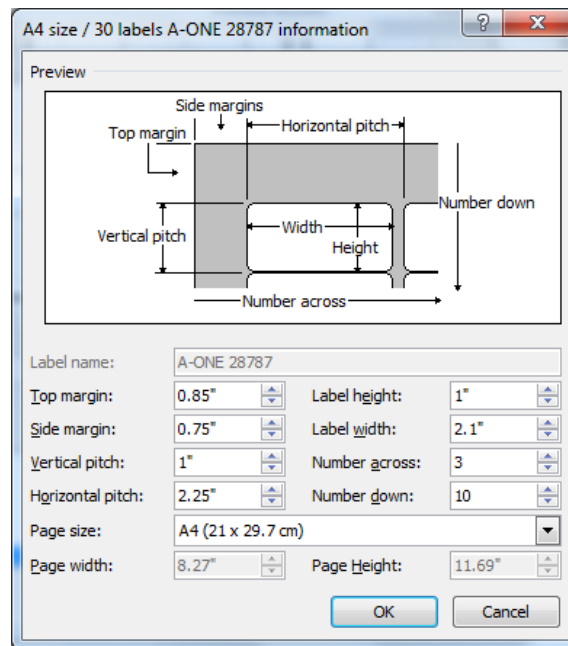 A4 size / 30 labels A-ONE 28787 information
?
X
Preview
Side margins
Top margin
Horizontal pitch
Number down
Vertical pitch
Width
Height
Number across
Label name: A-ONE 28787
Top margin: 0.85" Label height: 1"
Side margin: 0.75" Label width: 2.1"
Vertical pitch: 1" Number across: 3
Horizontal pitch: 2.25" Number down: 10
Page size: A4 (21 x 29.7 cm)
Page width: 8.27" Page Height: 11.69"
OK Cancel